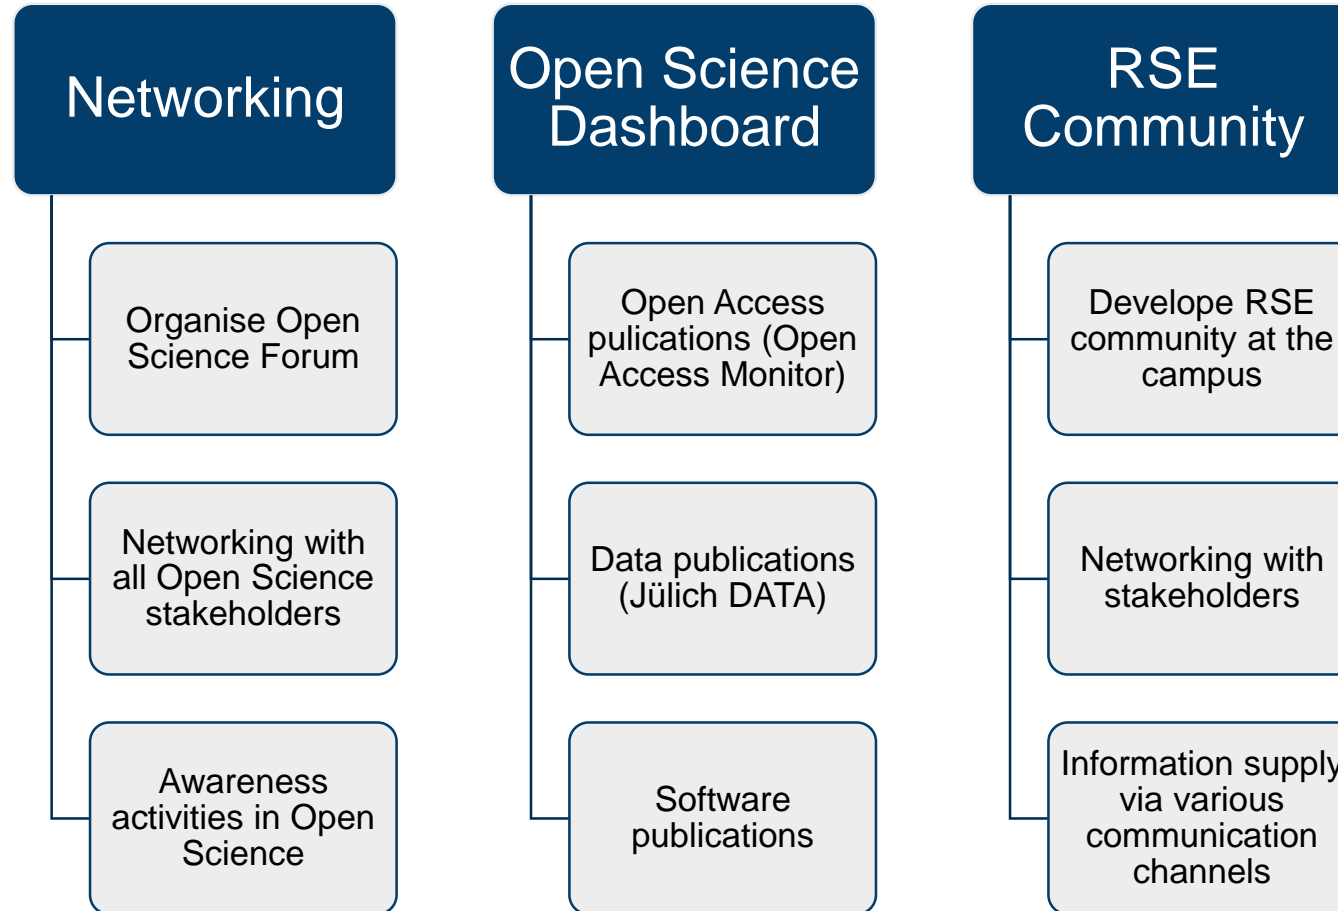 Networking
Organise Open
Science Forum
Networking with
all Open Science
stakeholders
Awareness
activities in Open
Science
Open Science
Dashboard
Open Access
pulications (Open
Access Monitor)
Data publications
(Jülich DATA)
Software
publications
RSE
Community
Develope RSE
community at the
campus
Networking with
stakeholders
Information supply
via various
communication
channels